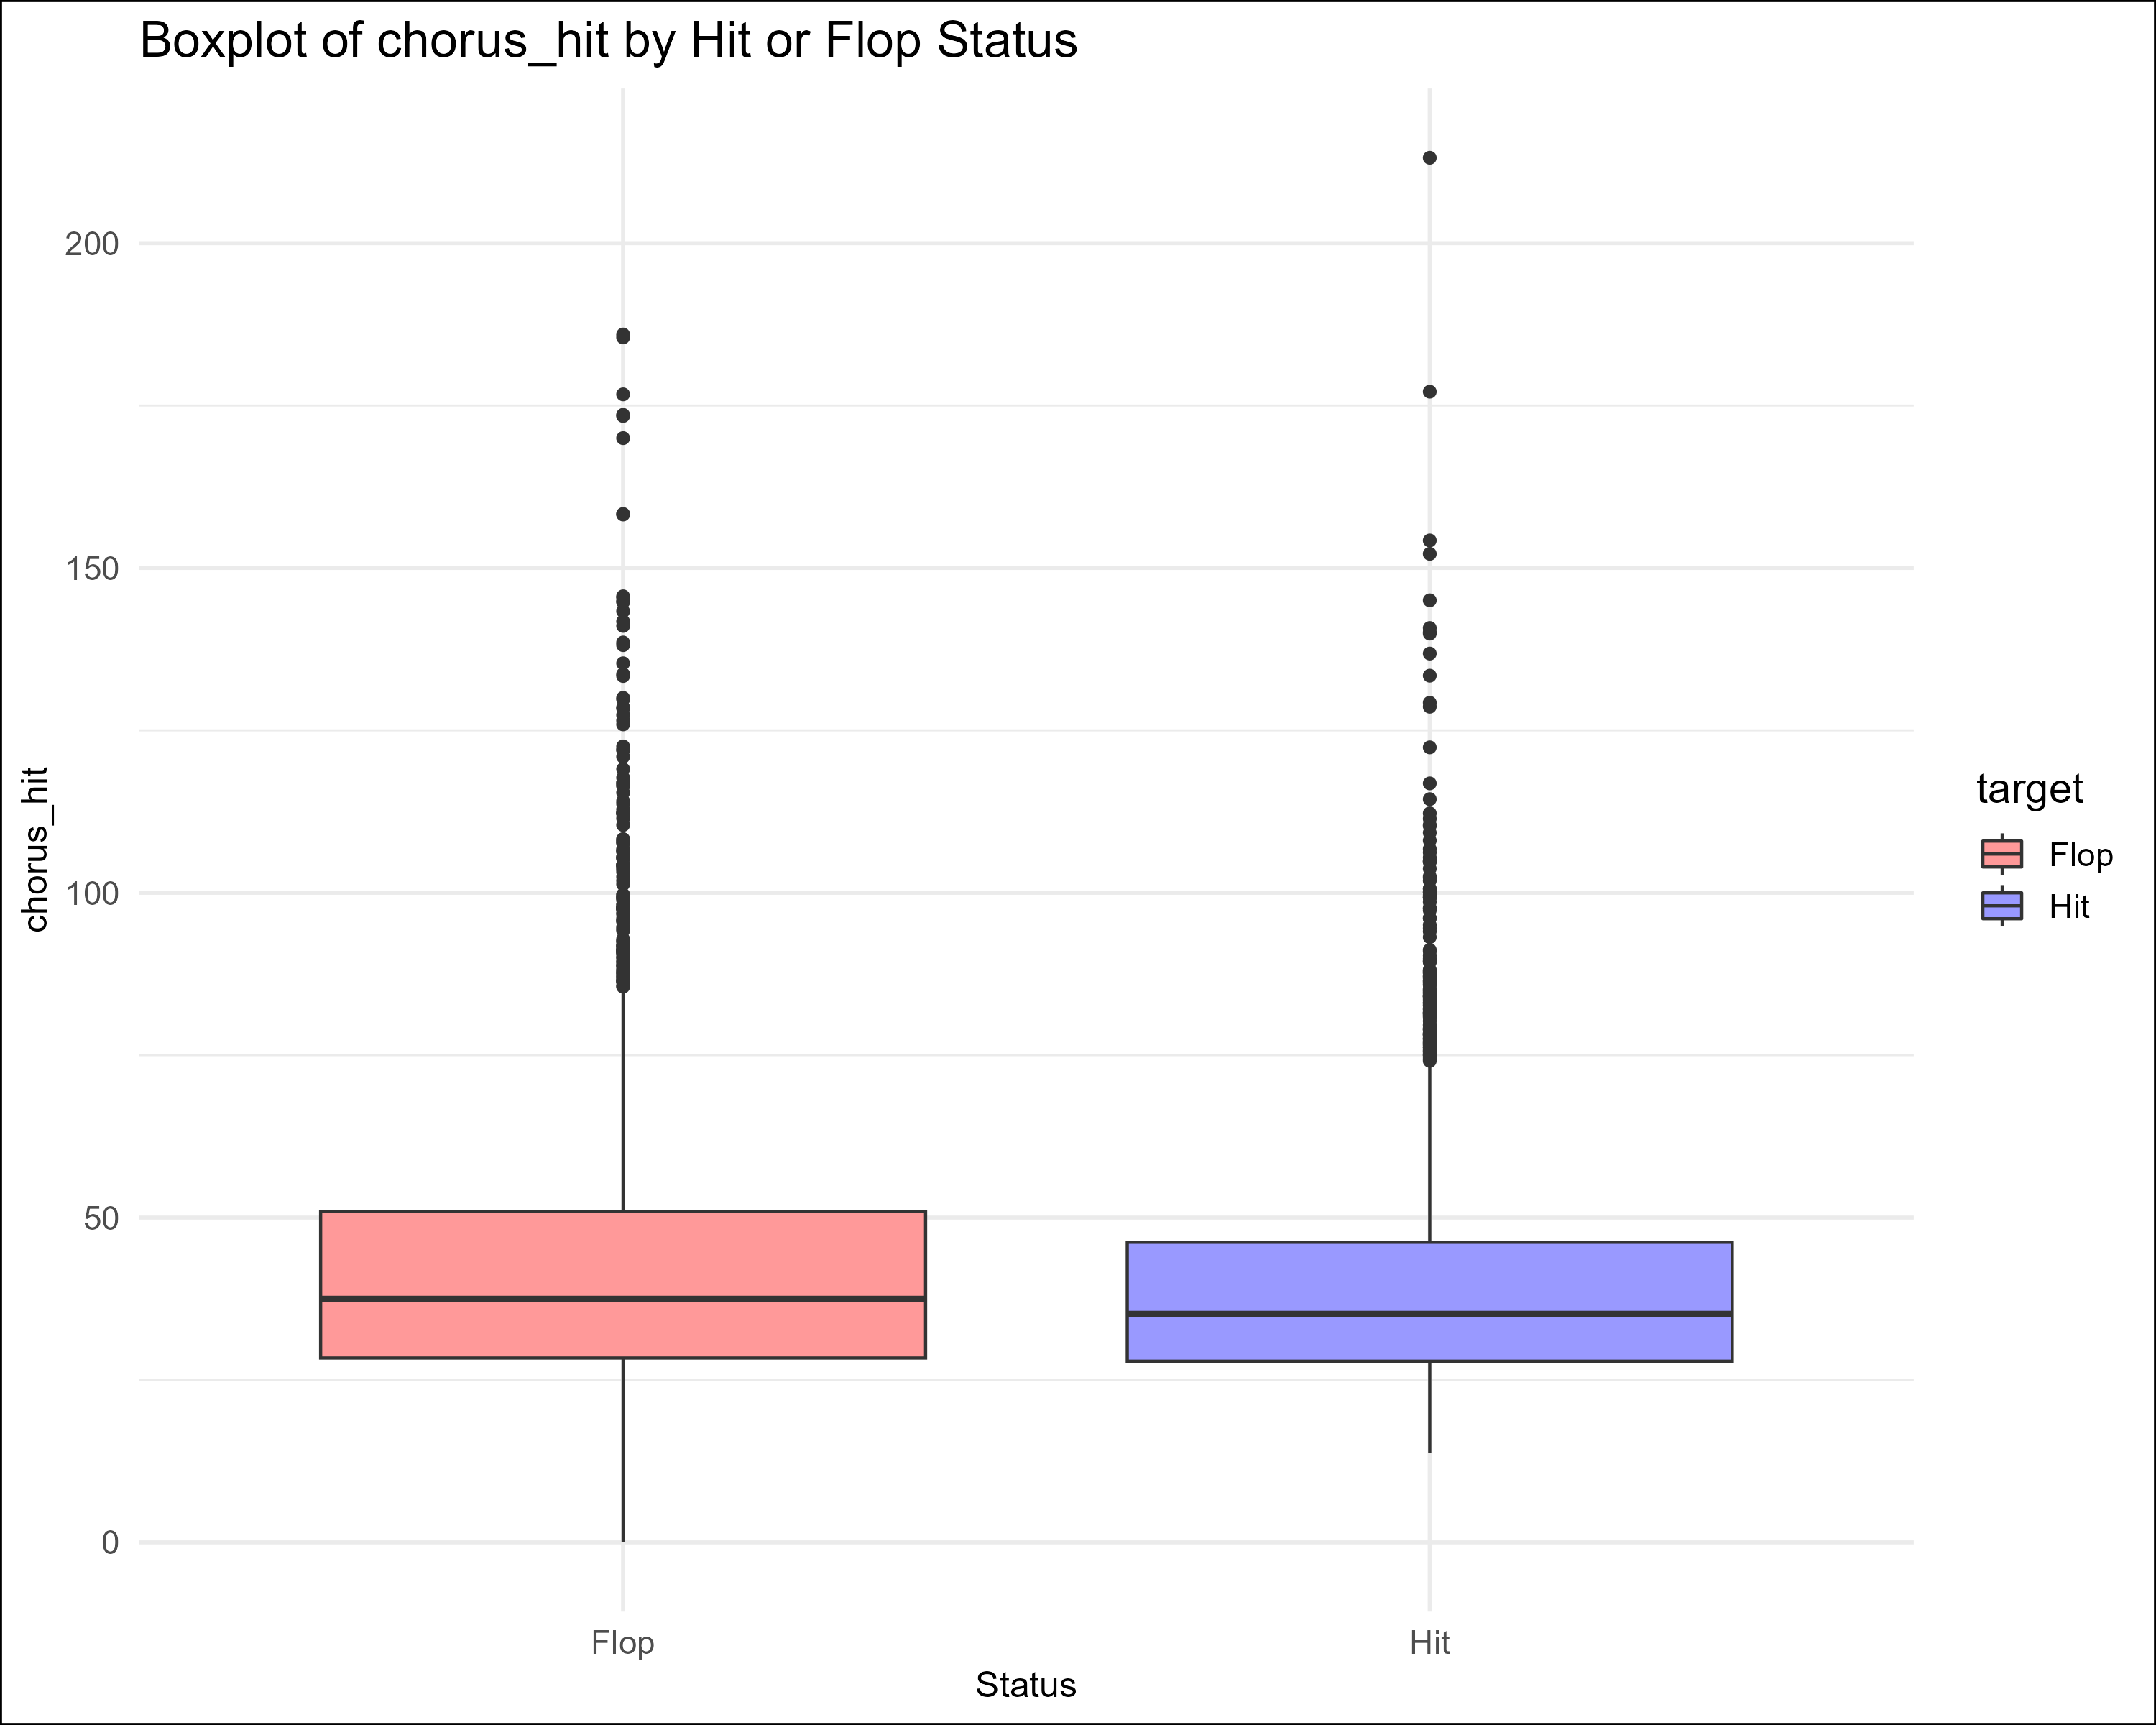 Boxplot of chorus_hit by Hit or Flop Status
200
150
100
50
0
chorus_hit
Flop
Hit
Status
target
Flop
Hit